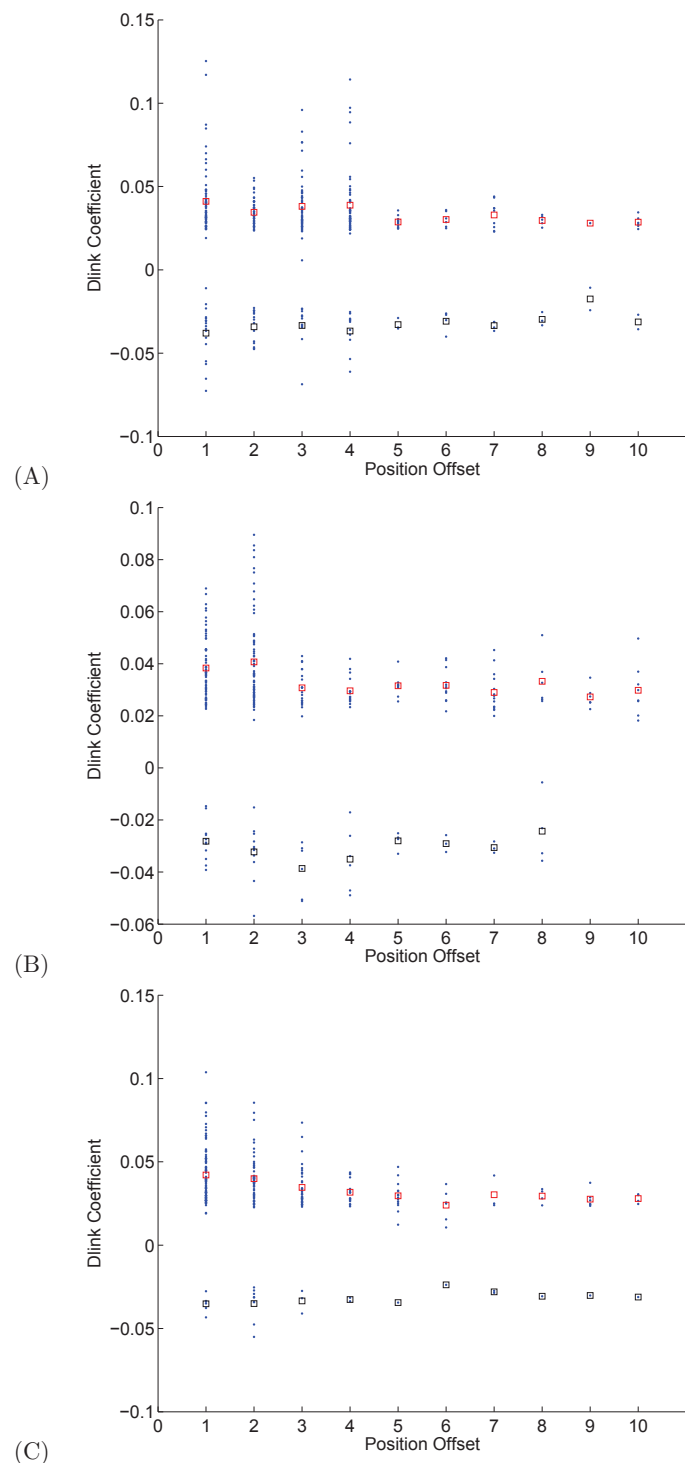 0.15
0.1
0.05
0
−0.05
−0.1
Dlink Coefficient
0 1 2 3 4 5 6 7 8 9 10
Position Offset
(A)
0.1
0.08
0.06
0.04
0.02
0
−0.02
−0.04
−0.06
Dlink Coefficient
0 1 2 3 4 5 6 7 8 9 10
Position Offset
(B)
0.15
0.1
0.05
0
−0.05
−0.1
Dlink Coefficient
0 1 2 3 4 5 6 7 8 9 10
Position Offset
(C)